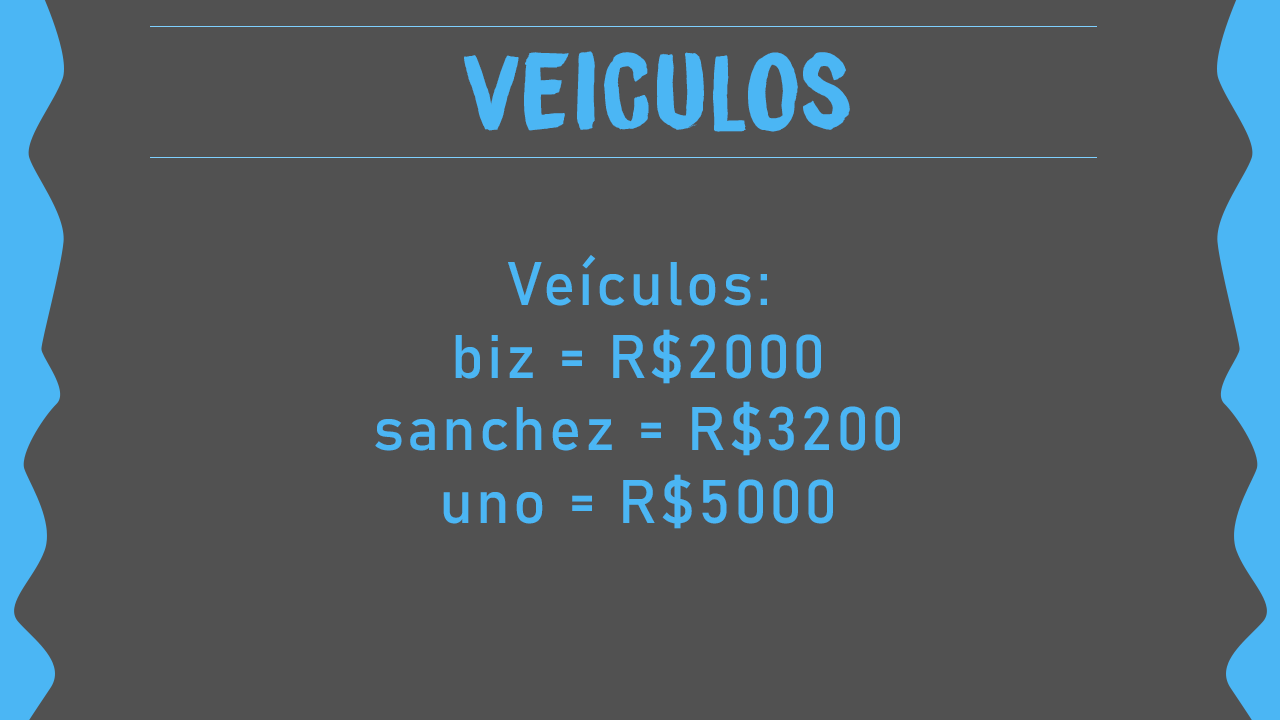 VEICULOS
Veículos:
biz = R$2000
sanchez = R$3200
uno = R$5000